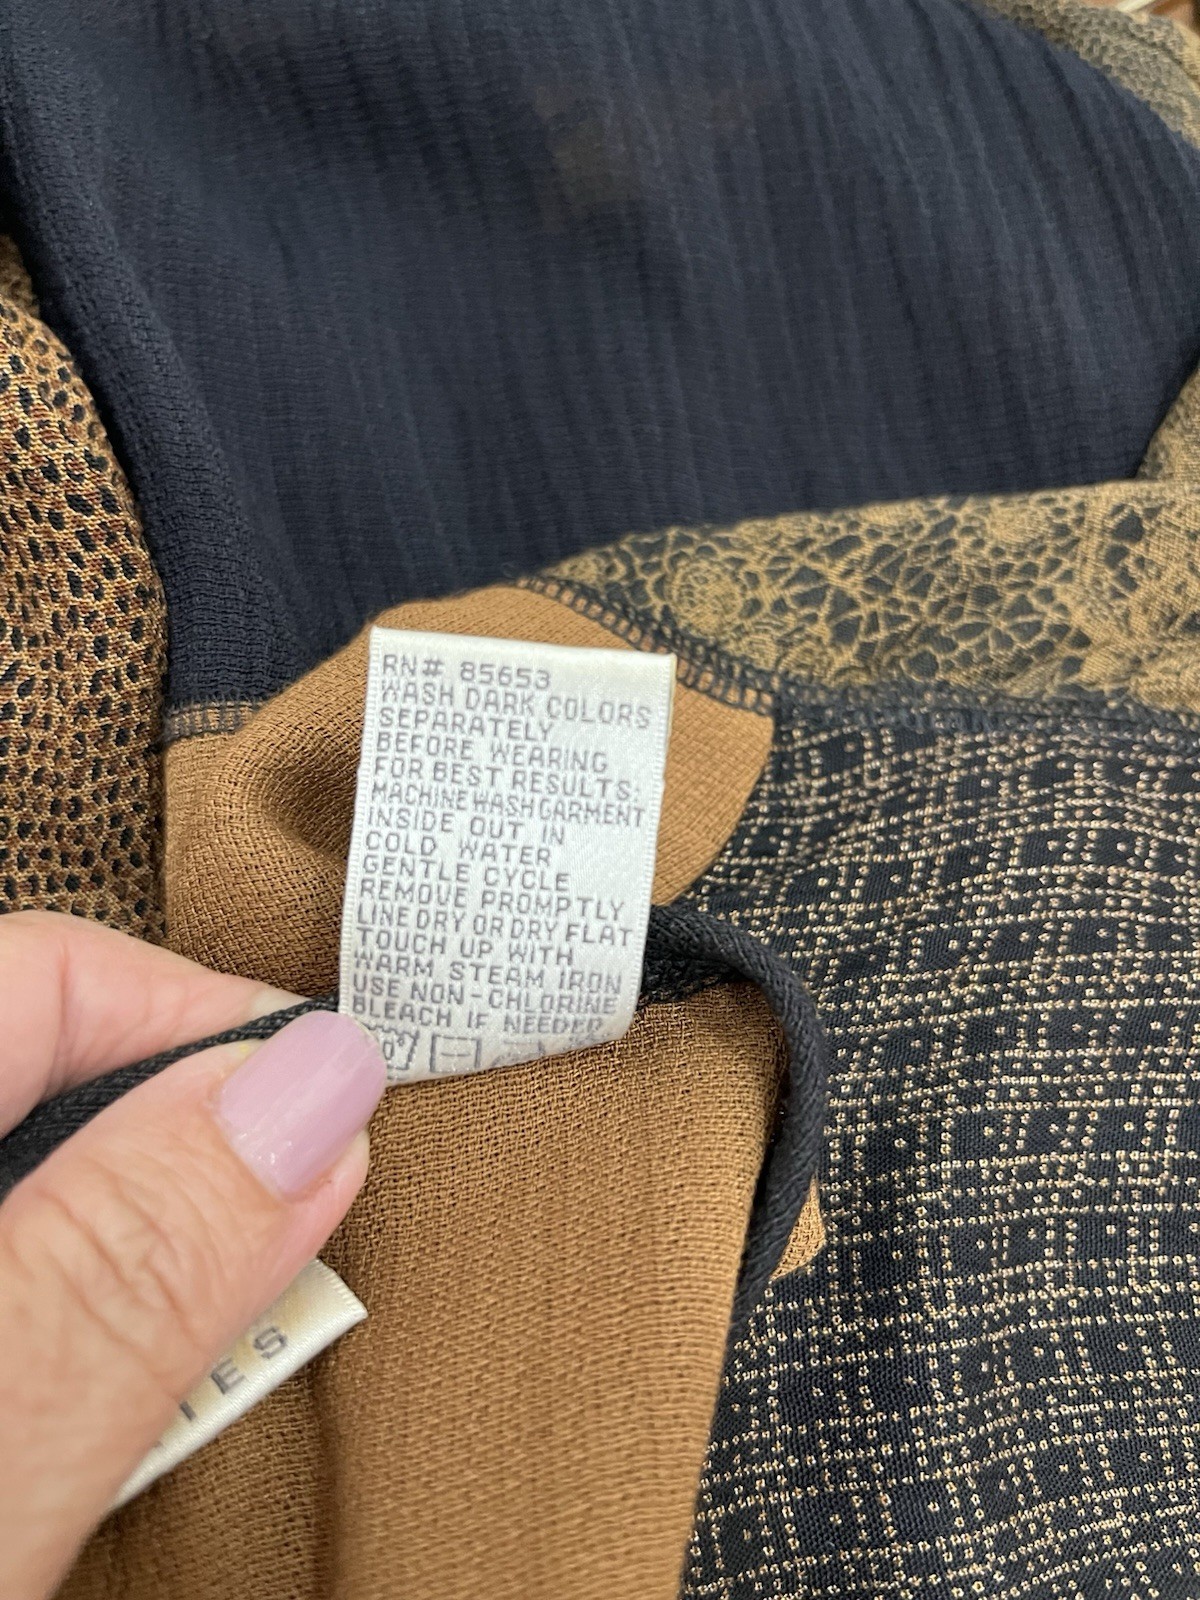 RN# 85653
WASH DARK COLORS
SEPARATELY
BEFORE WEARING
FOR BEST RESULTS:
MACHINE WASH GARMENT
INSIDE OUT IN
COLD WATER
GENTLE CYCLE
REMOVE PROMPTLY
LINE DRY OR DRY FLAT
TOUCH UP WITH
WARM STEAM IRON
USE NON-CHLORINE
BLEACH IF NEEDED